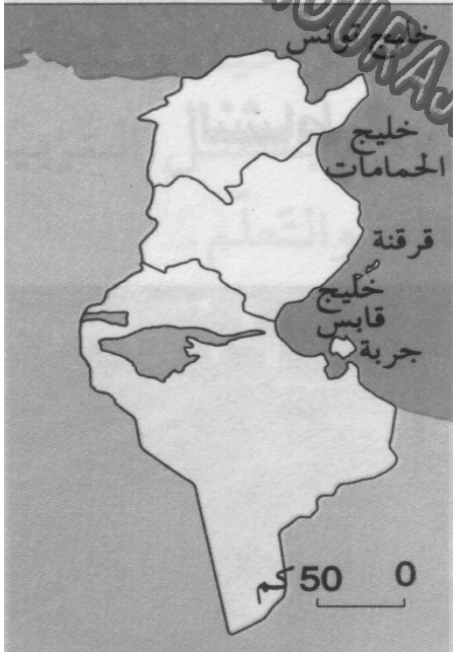 خليج تونس
خليج
الحمامات
قرقنة
خليج
قابس
جربة
50 كم 0